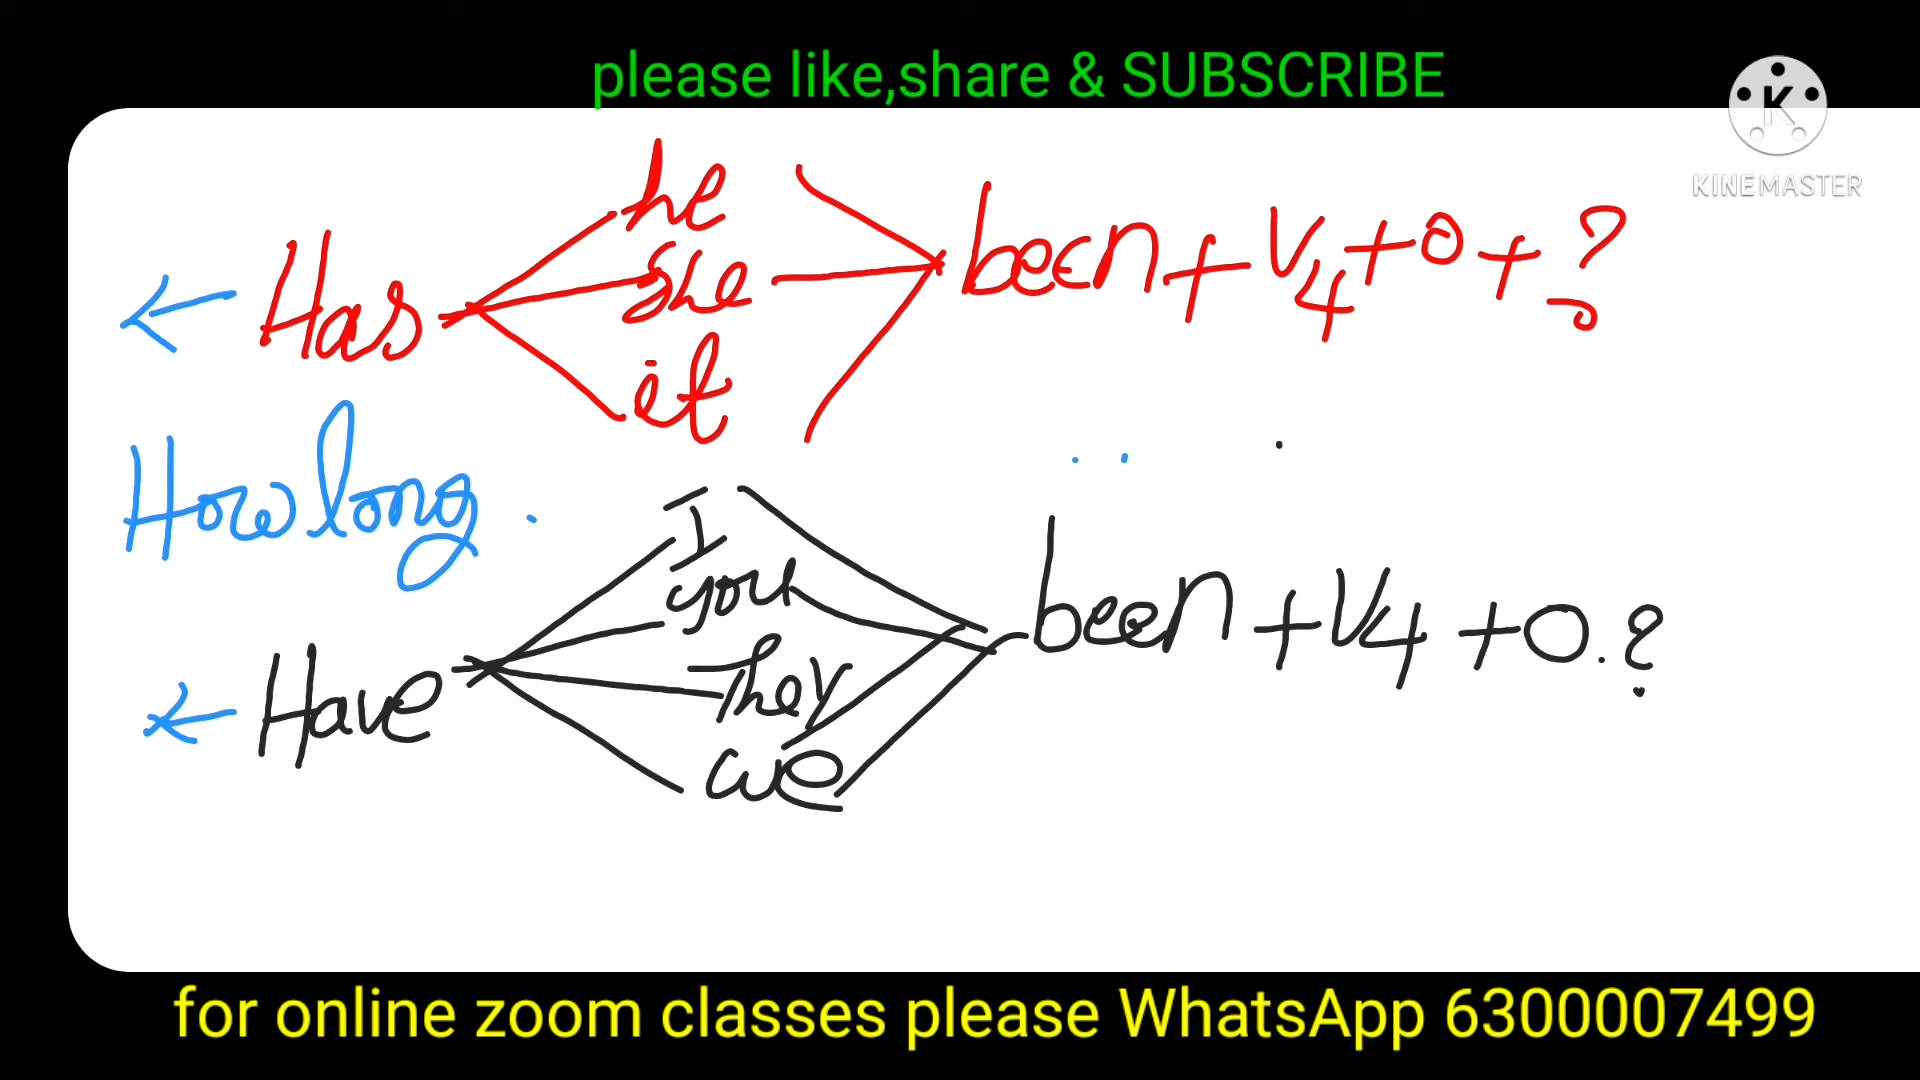 please like,share & SUBSCRIBE
K
KINEMASTER
he
Has she been + V4 + O + ?
it
How long.
I
you
Have they been + V4 + O.?
we
for online zoom classes please WhatsApp 6300007499